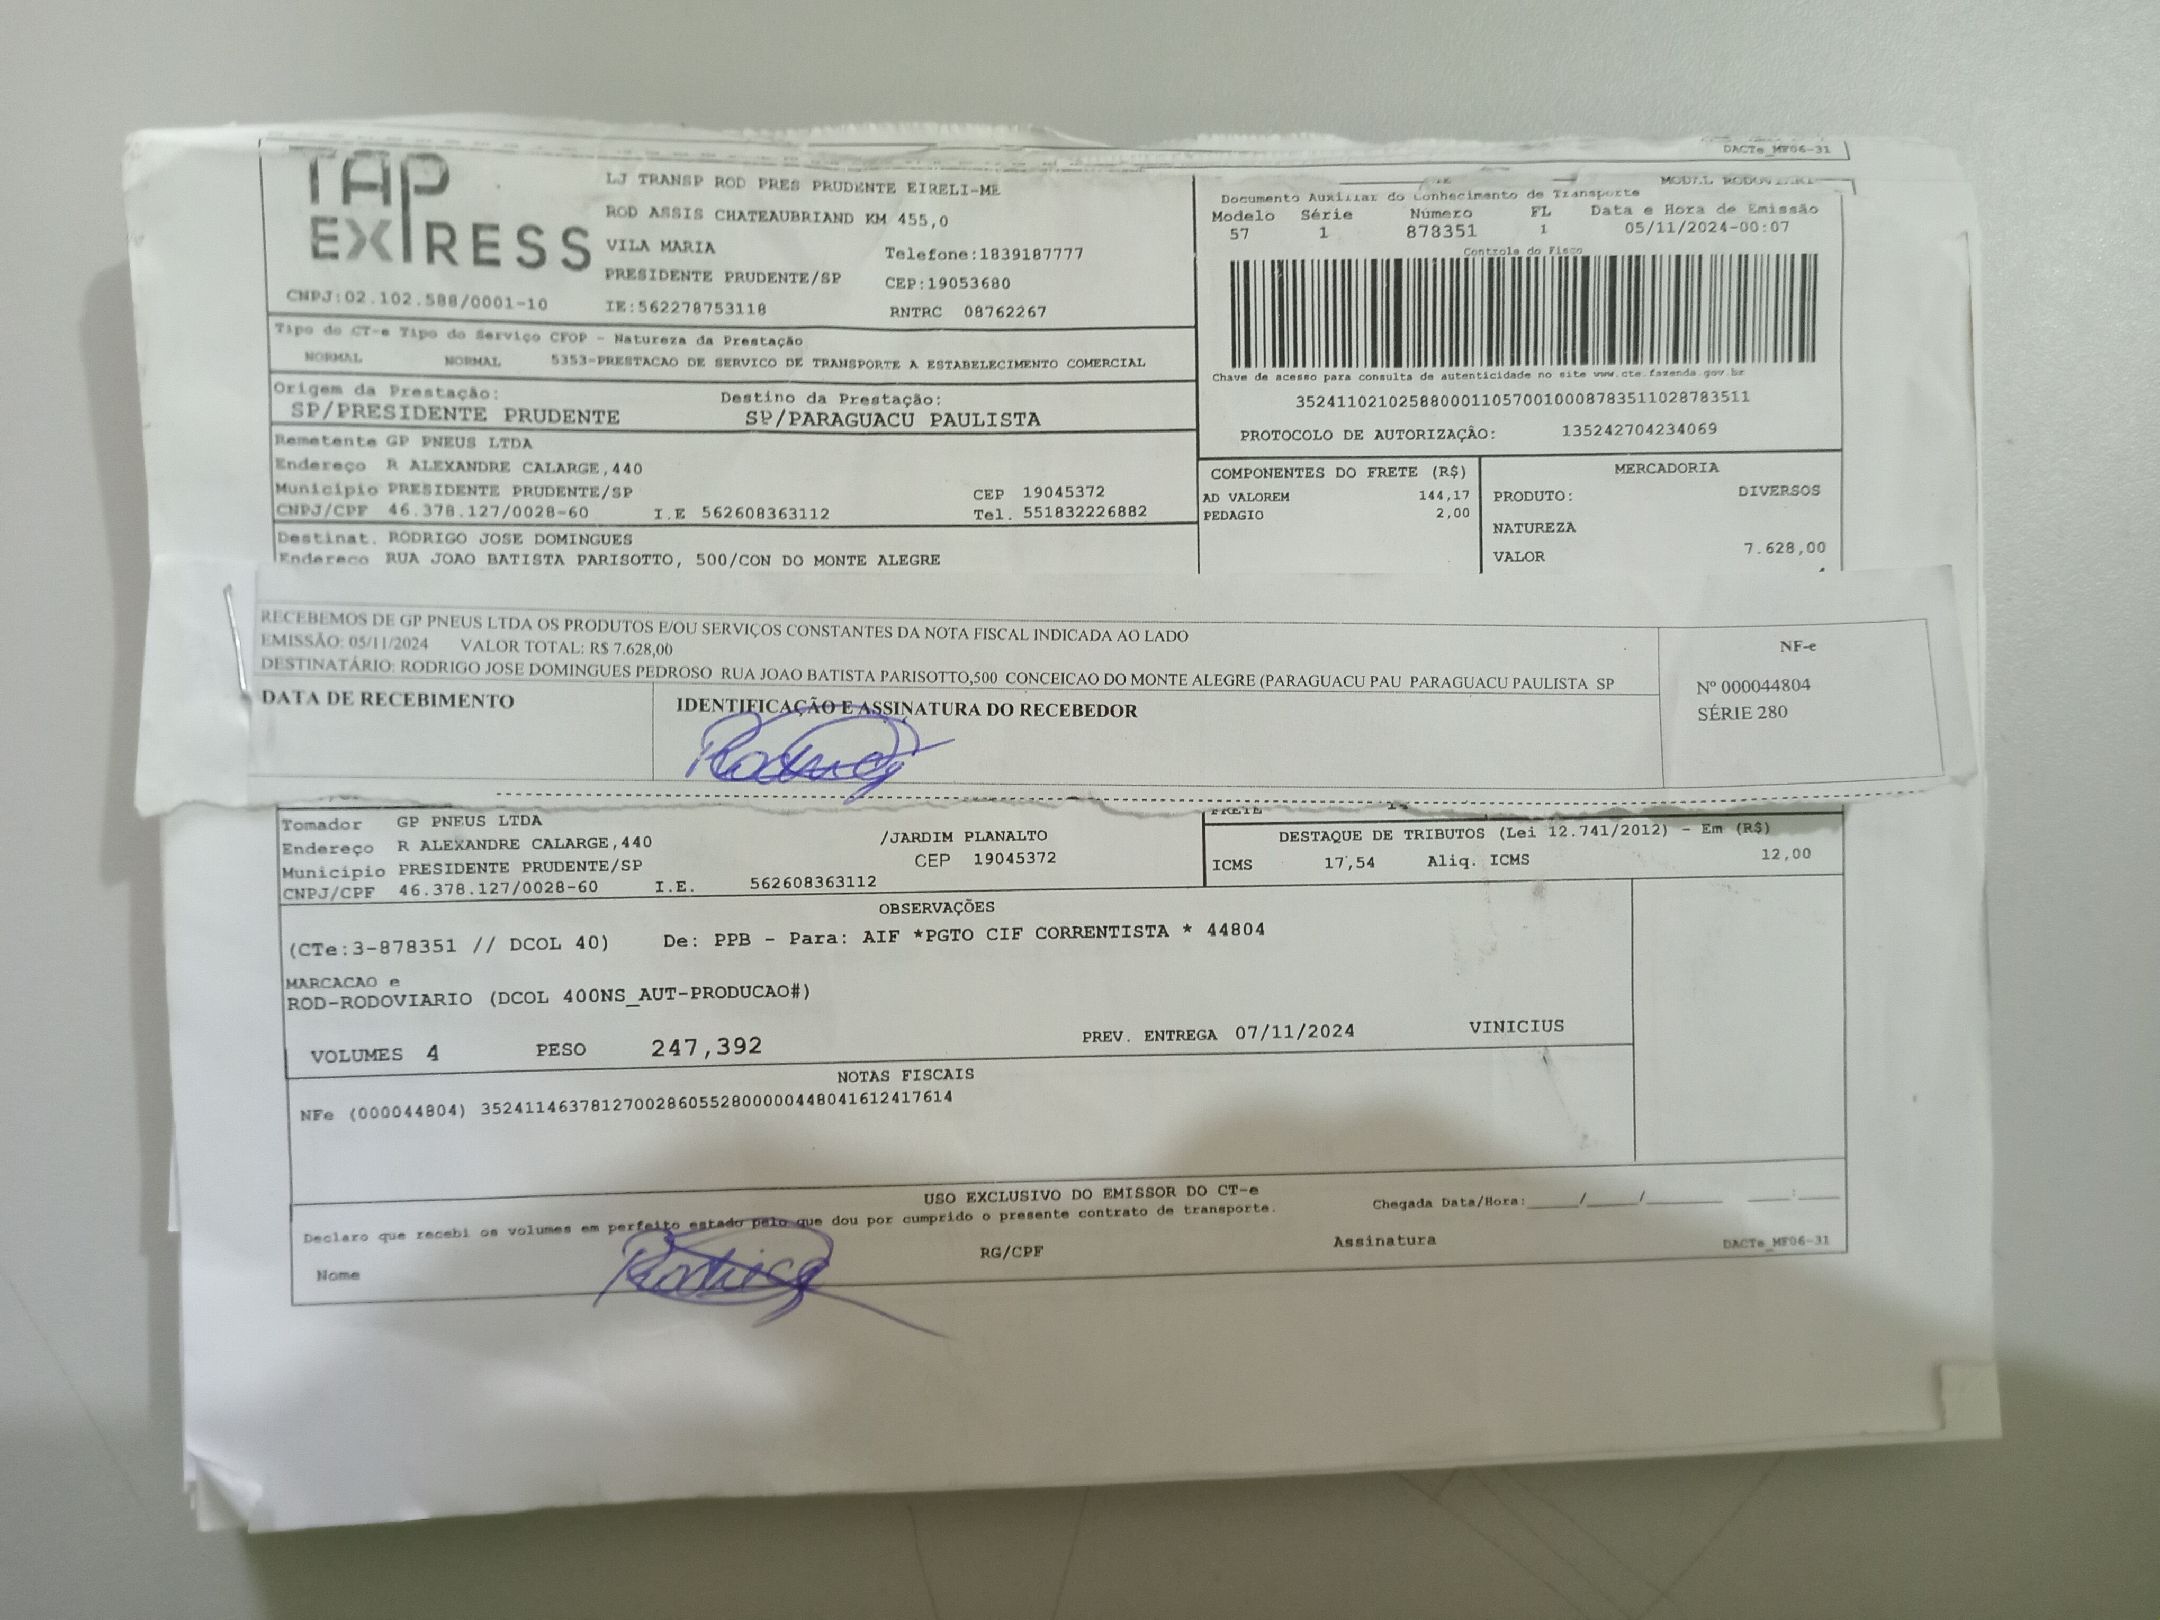 DACTe_MF06-31
TAP EXPRESS
LJ TRANSP ROD PRES PRUDENTE EIRELI-ME
ROD ASSIS CHATEAUBRIAND KM 455,0
VILA MARIA Telefone:1839187777
PRESIDENTE PRUDENTE/SP CEP:19053680
CNPJ:02.102.588/0001-10 IE:562278753118 RNTRC 08762267
MODAL RODOVIARI
Documento Auxiliar do Conhecimento de Transporte
Modelo Série Número FL Data e Hora de Emissão
57 1 878351 1 05/11/2024-00:07
Controle do Fisco
Chave de acesso para consulta de autenticidade no site www.cte.fazenda.gov.br
35241102102588000110570010008783511028783511
PROTOCOLO DE AUTORIZAÇÃO: 135242704234069
Tipo do CT-e Tipo do Serviço CFOP - Natureza da Prestação
NORMAL NORMAL 5353-PRESTACAO DE SERVICO DE TRANSPORTE A ESTABELECIMENTO COMERCIAL
Origem da Prestação: Destino da Prestação:
SP/PRESIDENTE PRUDENTE SP/PARAGUACU PAULISTA
Remetente GP PNEUS LTDA
Endereço R ALEXANDRE CALARGE,440
Município PRESIDENTE PRUDENTE/SP CEP 19045372
CNPJ/CPF 46.378.127/0028-60 I.E 562608363112 Tel. 551832226882
Destinat. RODRIGO JOSE DOMINGUES
Endereço RUA JOAO BATISTA PARISOTTO, 500/CON DO MONTE ALEGRE
COMPONENTES DO FRETE (R$)
AD VALOREM 144,17
PEDAGIO 2,00
MERCADORIA
PRODUTO: DIVERSOS
NATUREZA
VALOR 7.628,00
RECEBEMOS DE GP PNEUS LTDA OS PRODUTOS E/OU SERVIÇOS CONSTANTES DA NOTA FISCAL INDICADA AO LADO
EMISSÃO: 05/11/2024 VALOR TOTAL: R$ 7.628,00
DESTINATÁRIO: RODRIGO JOSE DOMINGUES PEDROSO RUA JOAO BATISTA PARISOTTO,500 CONCEICAO DO MONTE ALEGRE (PARAGUACU PAU PARAGUACU PAULISTA SP
DATA DE RECEBIMENTO IDENTIFICAÇÃO E ASSINATURA DO RECEBEDOR
NF-e
Nº 000044804
SÉRIE 280
Tomador GP PNEUS LTDA
Endereço R ALEXANDRE CALARGE,440 /JARDIM PLANALTO
Município PRESIDENTE PRUDENTE/SP CEP 19045372
CNPJ/CPF 46.378.127/0028-60 I.E. 562608363112
DESTAQUE DE TRIBUTOS (Lei 12.741/2012) - Em (R$)
ICMS 17,54 Aliq. ICMS 12,00
OBSERVAÇÕES
(CTe:3-878351 // DCOL 40) De: PPB - Para: AIF *PGTO CIF CORRENTISTA * 44804
MARCACAO e
ROD-RODOVIARIO (DCOL 400NS_AUT-PRODUCAO#)
VOLUMES 4 PESO 247,392 PREV. ENTREGA 07/11/2024 VINICIUS
NOTAS FISCAIS
NFe (000044804) 35241146378127002860552800000448041612417614
USO EXCLUSIVO DO EMISSOR DO CT-e
Declaro que recebi os volumes em perfeito estado pelo que dou por cumprido o presente contrato de transporte. Chegada Data/Hora:_____/_____/_______ ____:____
Nome RG/CPF Assinatura DACTe_MF06-31